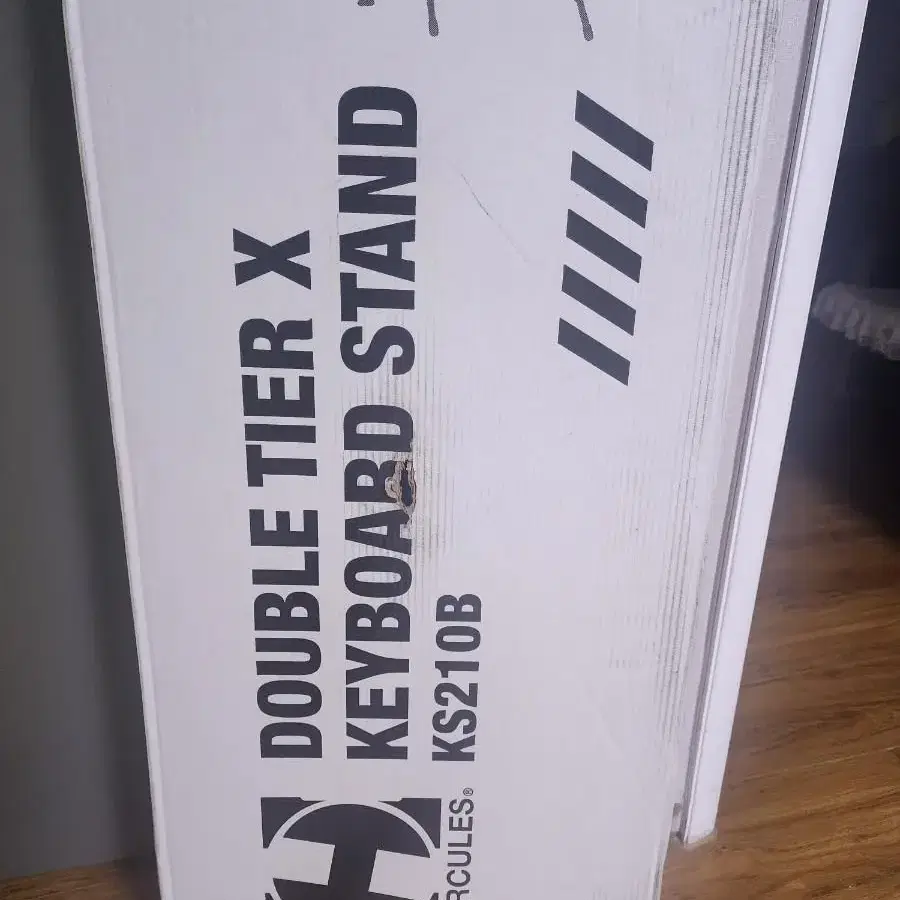 DOUBLE TIER X
KEYBOARD STAND
KS210B
RCULES®